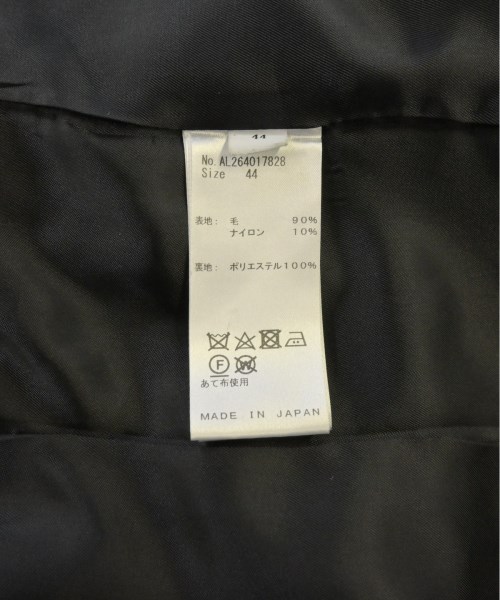 44
No. AL264017828
Size 44
表地: 毛 90%
ナイロン 10%
裏地: ポリエステル100%
F W
あて布使用
MADE IN JAPAN